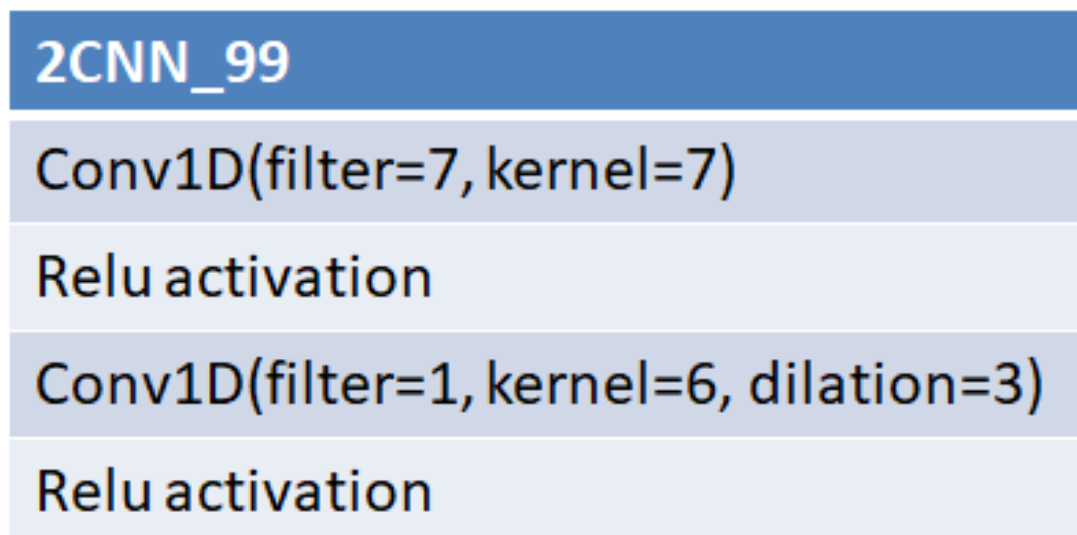 2CNN_99
Conv1D(filter=7, kernel=7)
Relu activation
Conv1D(filter=1, kernel=6, dilation=3)
Relu activation